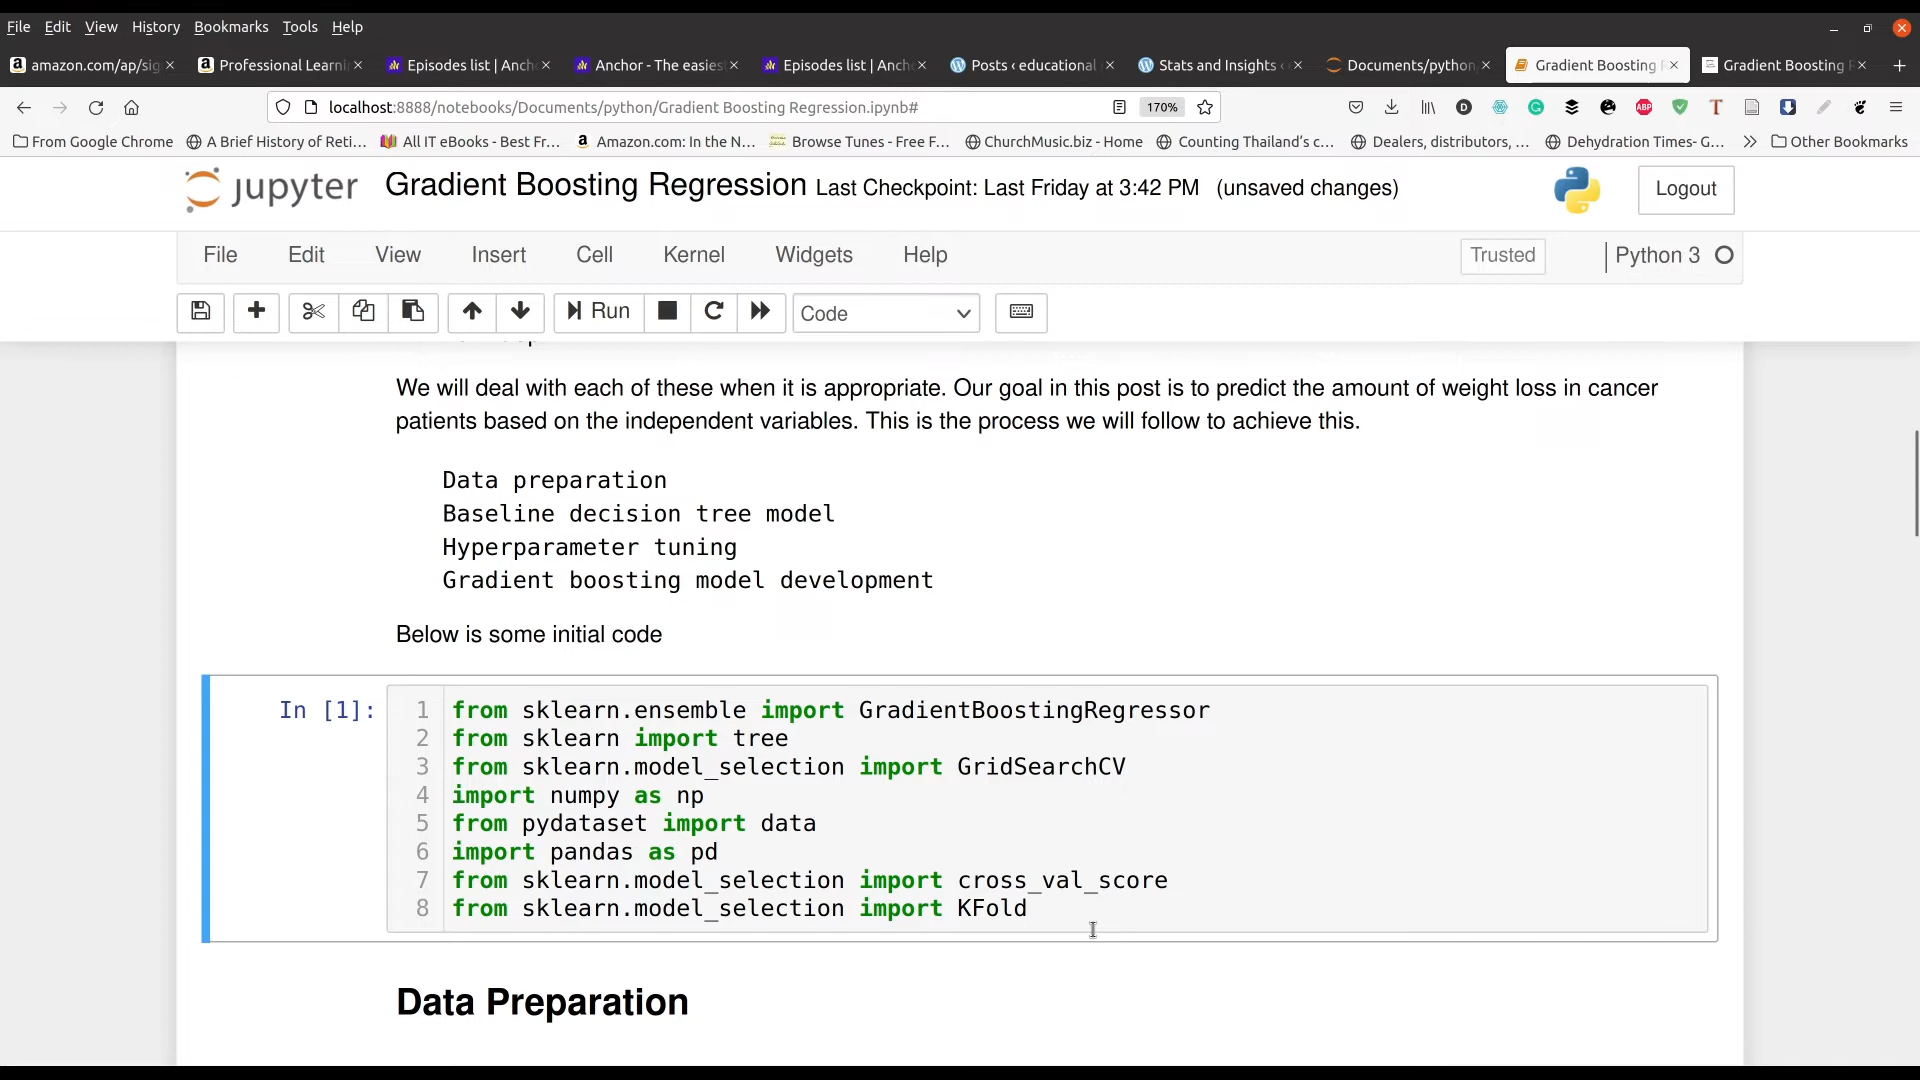 File Edit View History Bookmarks Tools Help
amazon.com/ap/sig Professional Learni Episodes list | Anch Anchor - The easies Episodes list | Anch Posts ‹ educational Stats and Insights ‹ Documents/python Gradient Boosting R Gradient Boosting
localhost:8888/notebooks/Documents/python/Gradient Boosting Regression.ipynb# 170%
From Google Chrome A Brief History of Reti... All IT eBooks - Best Fr... Amazon.com: In the N... Browse Tunes - Free F... ChurchMusic.biz - Home Counting Thailand's c... Dealers, distributors, ... Dehydration Times- G... Other Bookmarks
jupyter Gradient Boosting Regression Last Checkpoint: Last Friday at 3:42 PM (unsaved changes) Logout
File Edit View Insert Cell Kernel Widgets Help Trusted Python 3
Run Code
We will deal with each of these when it is appropriate. Our goal in this post is to predict the amount of weight loss in cancer
patients based on the independent variables. This is the process we will follow to achieve this.
Data preparation
Baseline decision tree model
Hyperparameter tuning
Gradient boosting model development
Below is some initial code
In [1]: 1 from sklearn.ensemble import GradientBoostingRegressor
2 from sklearn import tree
3 from sklearn.model_selection import GridSearchCV
4 import numpy as np
5 from pydataset import data
6 import pandas as pd
7 from sklearn.model_selection import cross_val_score
8 from sklearn.model_selection import KFold
Data Preparation